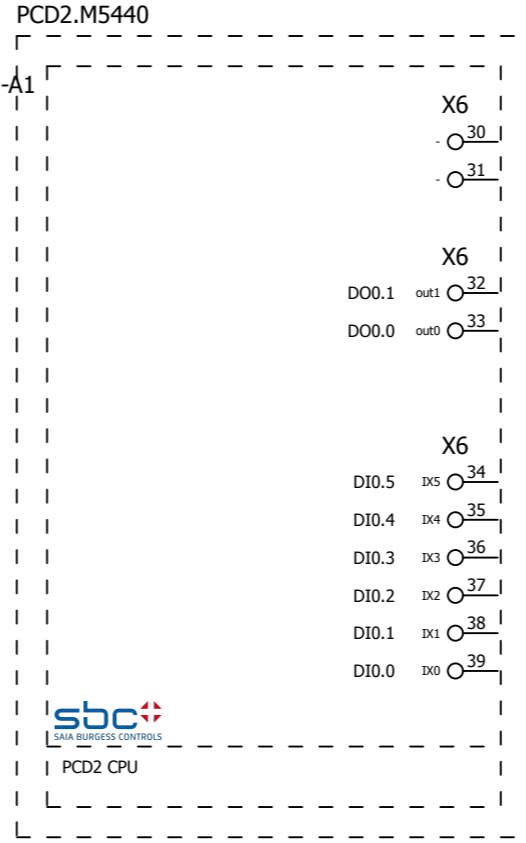 PCD2.M5440
-A1
X6
- 30
- 31
X6
DO0.1 out1 32
DO0.0 out0 33
X6
DI0.5 IX5 34
DI0.4 IX4 35
DI0.3 IX3 36
DI0.2 IX2 37
DI0.1 IX1 38
DI0.0 IX0 39
sbc
SAIA BURGESS CONTROLS
PCD2 CPU